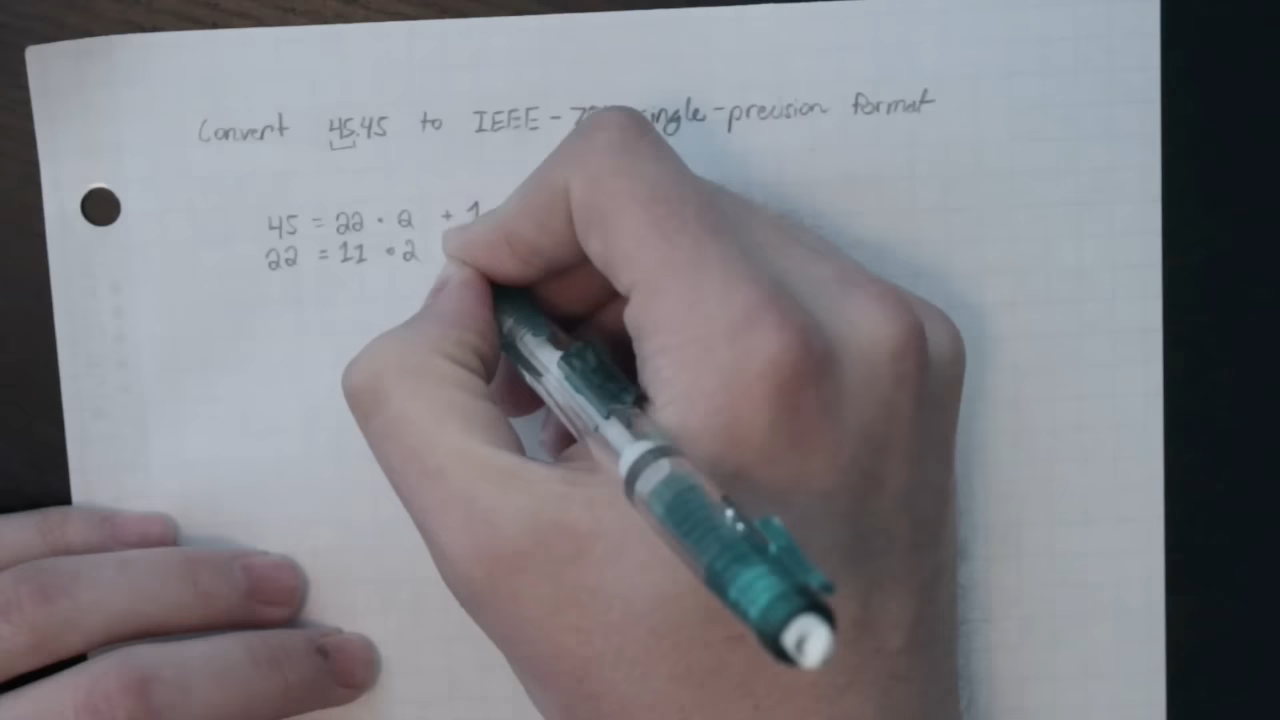 Convert 45.45 to IEEE - single-precision format
45 = 22 · 2 + 1
22 = 11 · 2